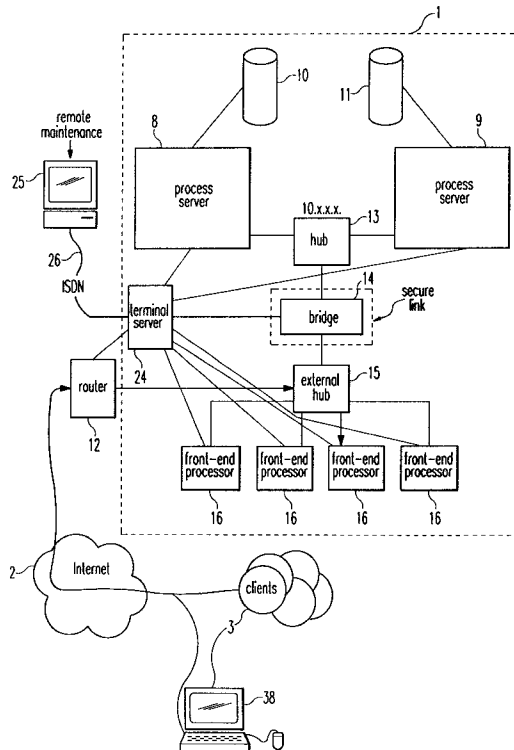 1
10
11
8
9
remote
maintenance
25
process
server
process
server
10.x.x.x.
13
hub
26
ISDN
14
secure
link
terminal
server
bridge
24
router
12
external
hub
15
front-end
processor
front-end
processor
front-end
processor
front-end
processor
16
16
16
16
2
Internet
clients
3
38